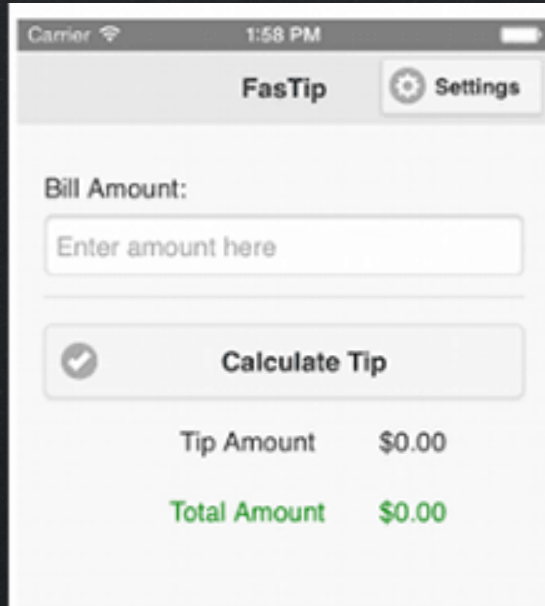 Carrier 1:58 PM
FasTip Settings
Bill Amount:
Enter amount here
Calculate Tip
Tip Amount $0.00
Total Amount $0.00